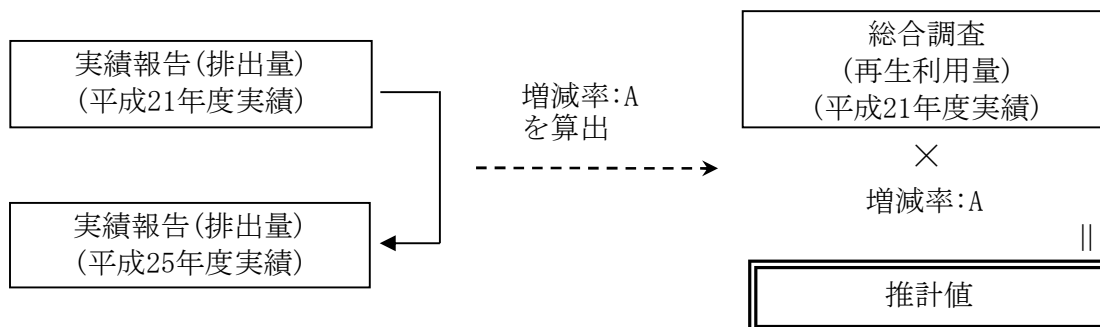 実績報告(排出量)
(平成21年度実績)
実績報告(排出量)
(平成25年度実績)
増減率:A
を算出
総合調査
(再生利用量)
(平成21年度実績)
×
増減率:A
||
推計値